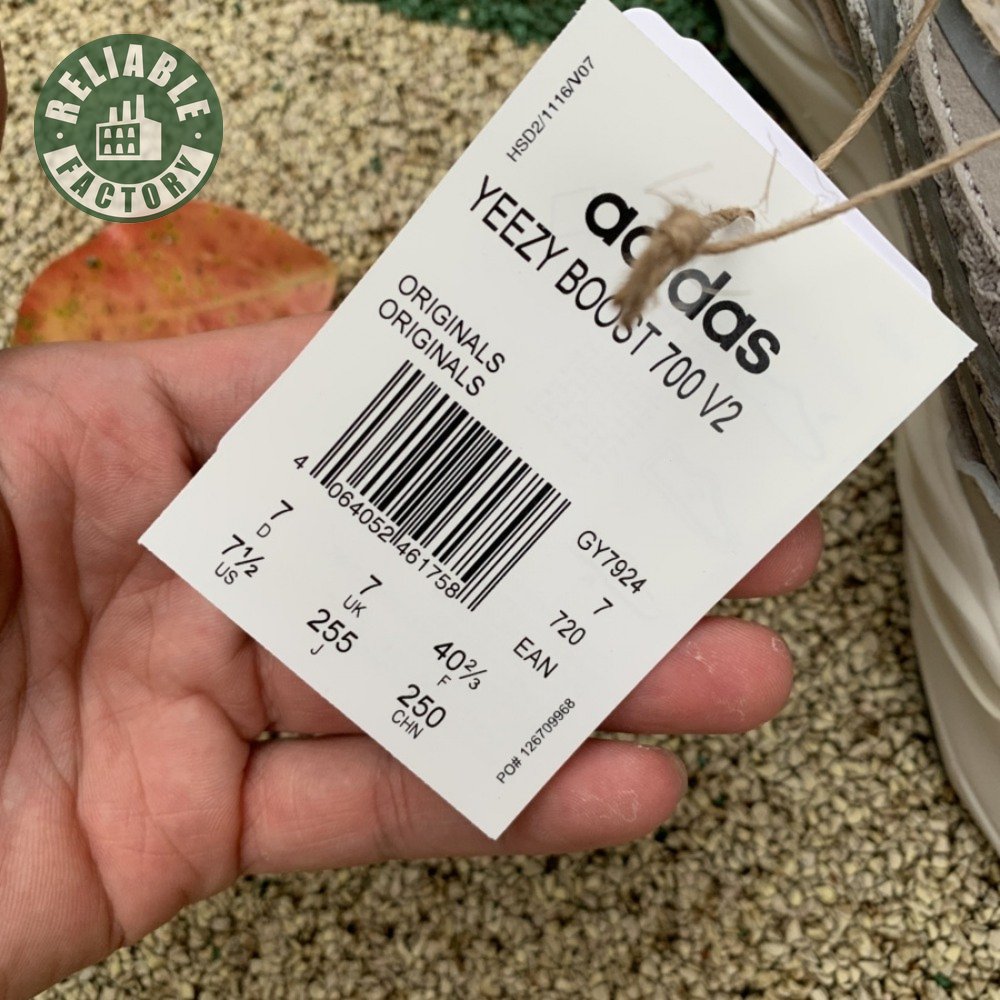 RELIABLE
FACTORY
HSD2/1116/V07
adidas
YEEZY BOOST 700 V2
ORIGINALS
ORIGINALS
4 064052 461758
GY7924
7
720
EAN
7
D
7½
US
7
UK
255
J
40⅔
F
250
CHN
PO# 126709968